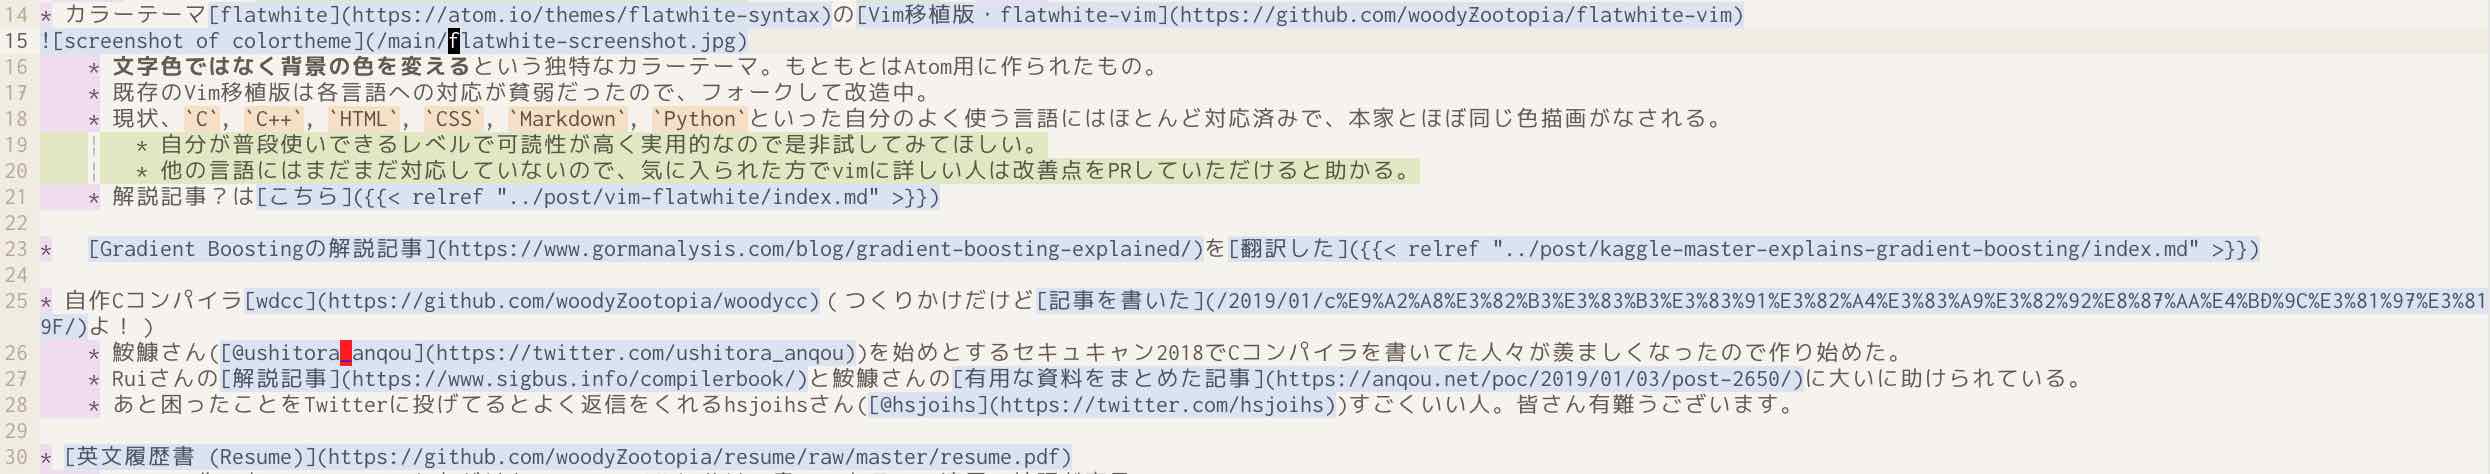 14 * カラーテーマ[flatwhite](https://atom.io/themes/flatwhite-syntax)の[Vim移植版・flatwhite-vim](https://github.com/woodyZootopia/flatwhite-vim)
15 ![screenshot of colortheme](/main/flatwhite-screenshot.jpg)
16 * 文字色ではなく背景の色を変えるという独特なカラーテーマ。もともとはAtom用に作られたもの。
17 * 既存のVim移植版は各言語への対応が貧弱だったので、フォークして改造中。
18 * 現状、`C`, `C++`, `HTML`, `CSS`, `Markdown`, `Python`といった自分のよく使う言語にはほとんど対応済みで、本家とほぼ同じ色描画がなされる。
19 ¦ * 自分が普段使いできるレベルで可読性が高く実用的なので是非試してみてほしい。
20 ¦ * 他の言語にはまだまだ対応していないので、気に入られた方でvimに詳しい人は改善点をPRしていただけると助かる。
21 * 解説記事？は[こちら]({{< relref "../post/vim-flatwhite/index.md" >}})
22
23 * [Gradient Boostingの解説記事](https://www.gormanalysis.com/blog/gradient-boosting-explained/)を[翻訳した]({{< relref "../post/kaggle-master-explains-gradient-boosting/index.md" >}})
24
25 * 自作Cコンパイラ[wdcc](https://github.com/woodyZootopia/woodycc)（つくりかけだけど[記事を書いた](/2019/01/c%E9%A2%A8%E3%82%B3%E3%83%B3%E3%83%91%E3%82%A4%E3%83%A9%E3%82%92%E8%87%AA%E4%BD%9C%E3%81%97%E3%81
9F/)よ！）
26 * 鮟鱇さん([@ushitora_anqou](https://twitter.com/ushitora_anqou))を始めとするセキュキャン2018でCコンパイラを書いてた人々が羨ましくなったので作り始めた。
27 * Ruiさんの[解説記事](https://www.sigbus.info/compilerbook/)と鮟鱇さんの[有用な資料をまとめた記事](https://anqou.net/poc/2019/01/03/post-2650/)に大いに助けられている。
28 * あと困ったことをTwitterに投げてるとよく返信をくれるhsjoihsさん([@hsjoihs](https://twitter.com/hsjoihs))すごくいい人。皆さん有難うございます。
29
30 * [英文履歴書 (Resume)](https://github.com/woodyZootopia/resume/raw/master/resume.pdf)